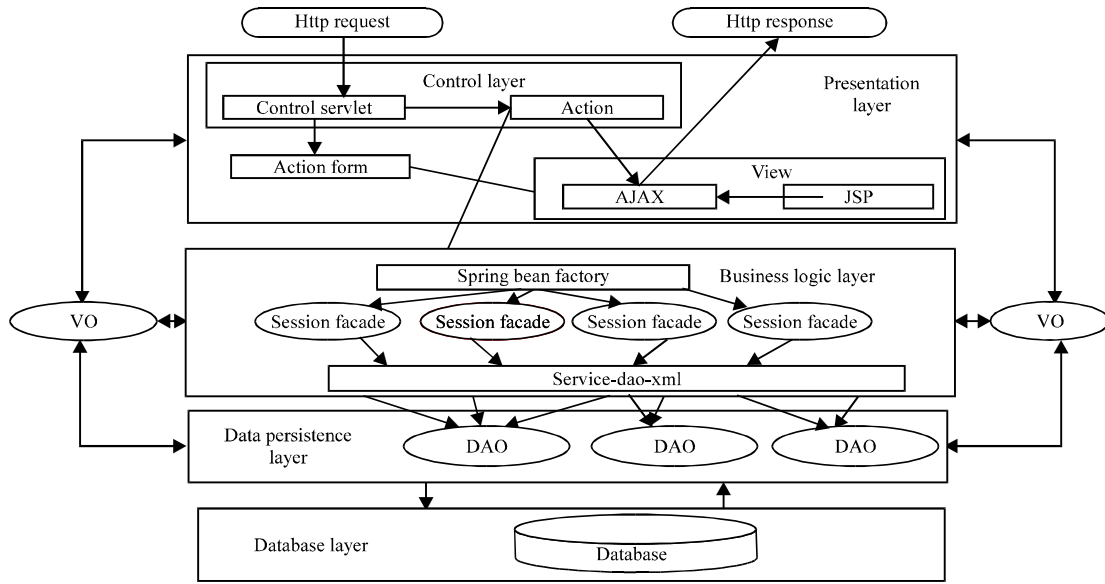 Http request
Http response
Control layer
Presentation
layer
Control servlet
Action
Action form
View
AJAX
JSP
Spring bean factory
Business logic layer
VO
Session facade
Session facade
Session facade
Session facade
VO
Service-dao-xml
Data persistence
layer
DAO
DAO
DAO
Database layer
Database